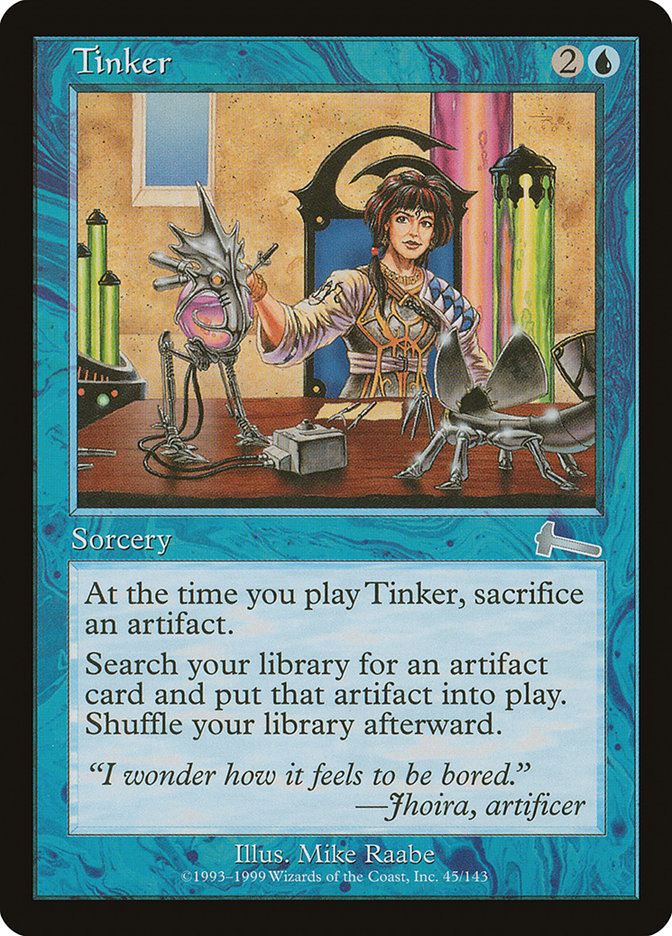 Tinker
2
Sorcery
At the time you play Tinker, sacrifice
an artifact.
Search your library for an artifact
card and put that artifact into play.
Shuffle your library afterward.
“I wonder how it feels to be bored.”
—Jhoira, artificer
Illus. Mike Raabe
©1993–1999 Wizards of the Coast, Inc. 45/143